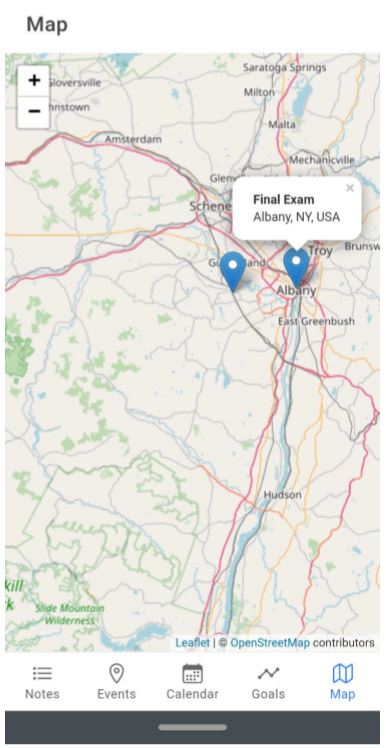 Map
+
−
Gloversville
hnstown
Amsterdam
Saratoga Springs
Milton
Malta
Mechanicville
Glenv
Schene
×
Final Exam
Albany, NY, USA
Gu land
Troy
Brunsw
Albany
East Greenbush
Hudson
kill
k
Slide Mountain
Wilderness
Leaflet | © OpenStreetMap contributors
Notes
Events
Calendar
Goals
Map